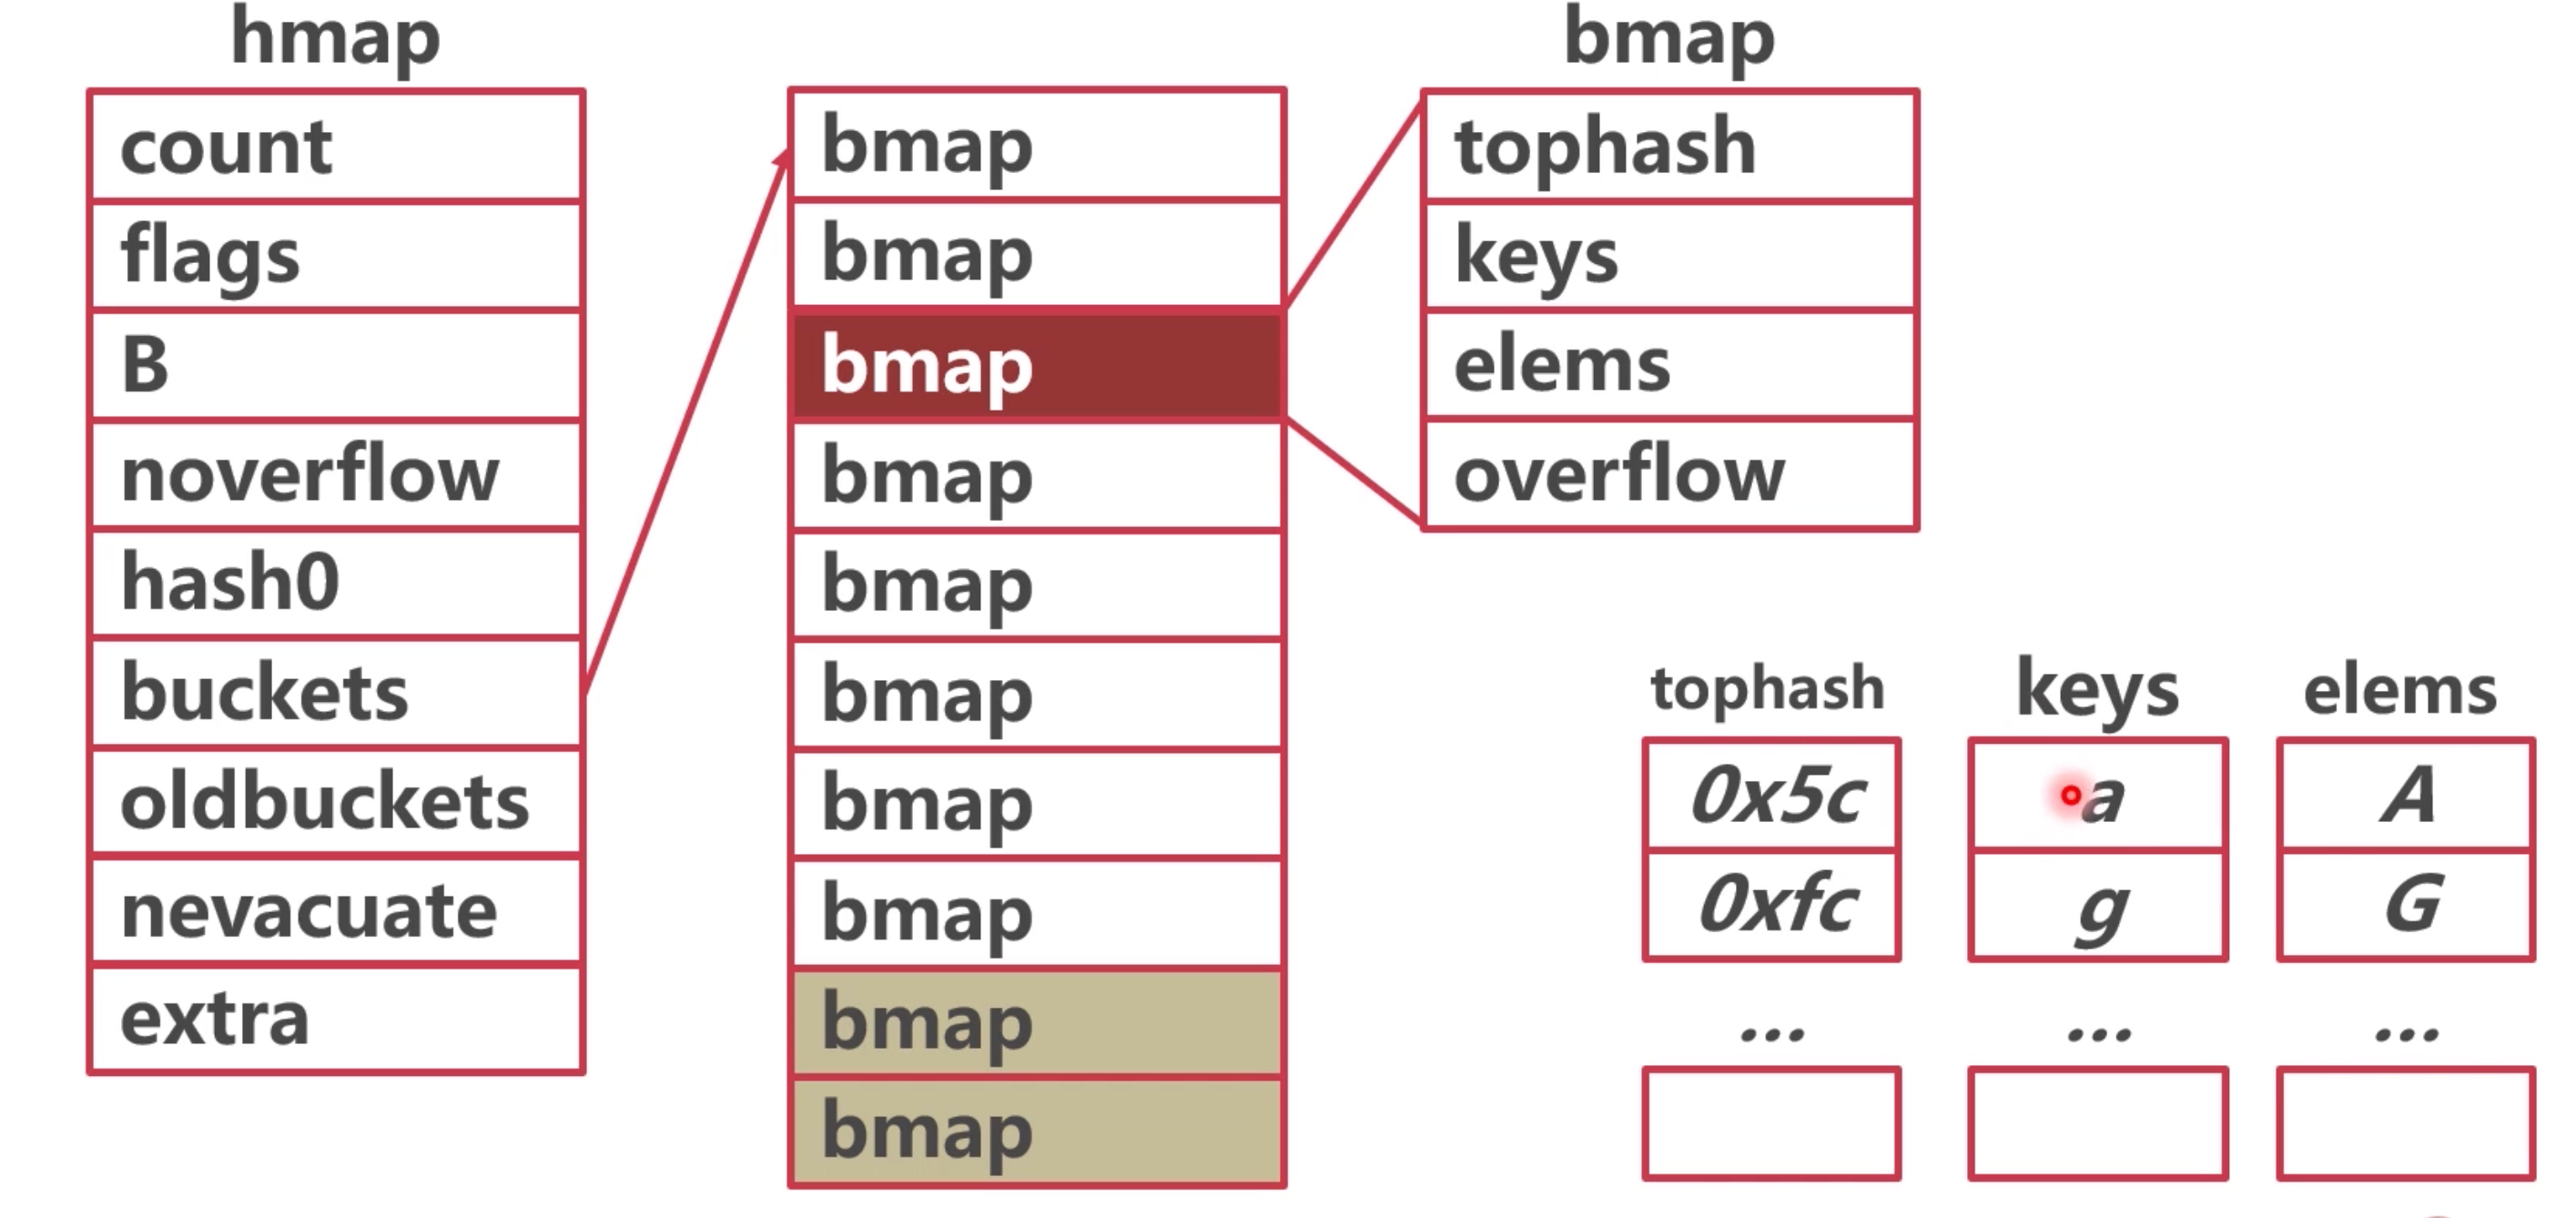 hmap
count
flags
B
noverflow
hash0
buckets
oldbuckets
nevacuate
extra
bmap
bmap
bmap
bmap
bmap
bmap
bmap
bmap
bmap
bmap
bmap
tophash
keys
elems
overflow
tophash keys elems
0x5c a A
0xfc g G
... ... ...